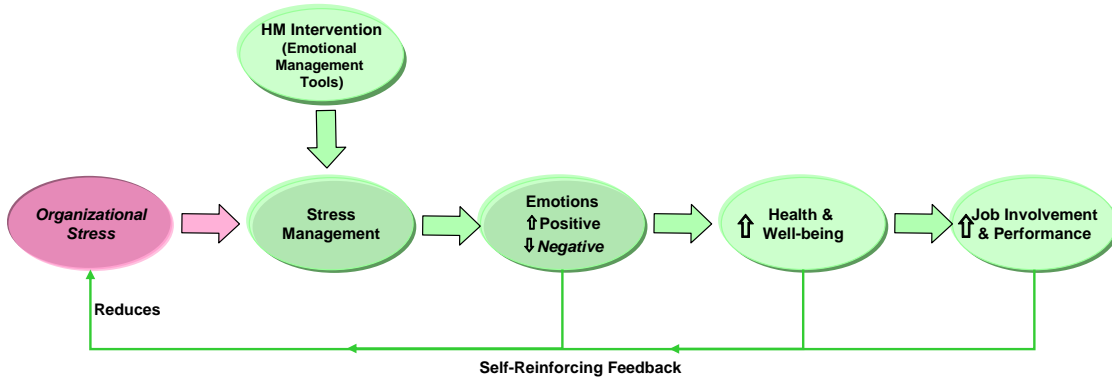 HM Intervention
(Emotional
Management
Tools)
Organizational
Stress
Stress
Management
Emotions
⇧Positive
⇩Negative
⇧ Health &
Well-being
⇧Job Involvement
& Performance
Reduces
Self-Reinforcing Feedback